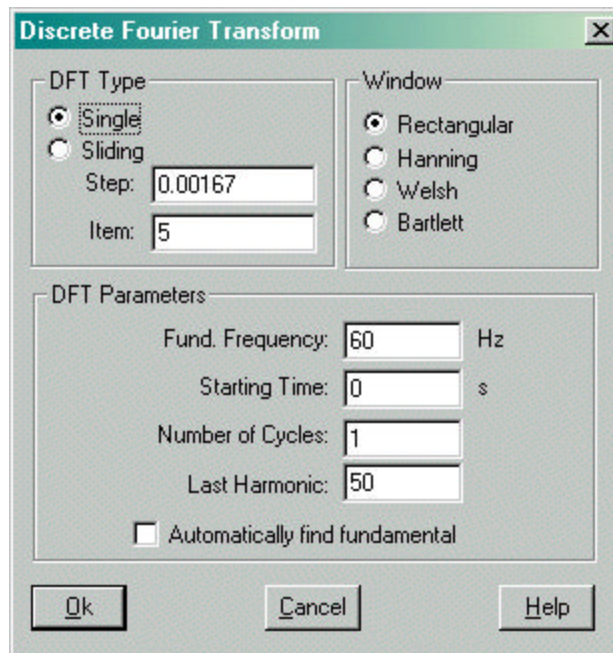 Discrete Fourier Transform
DFT Type
Single
Sliding
Step: 0.00167
Item: 5
Window
Rectangular
Hanning
Welsh
Bartlett
DFT Parameters
Fund. Frequency: 60 Hz
Starting Time: 0 s
Number of Cycles: 1
Last Harmonic: 50
Automatically find fundamental
Ok Cancel Help